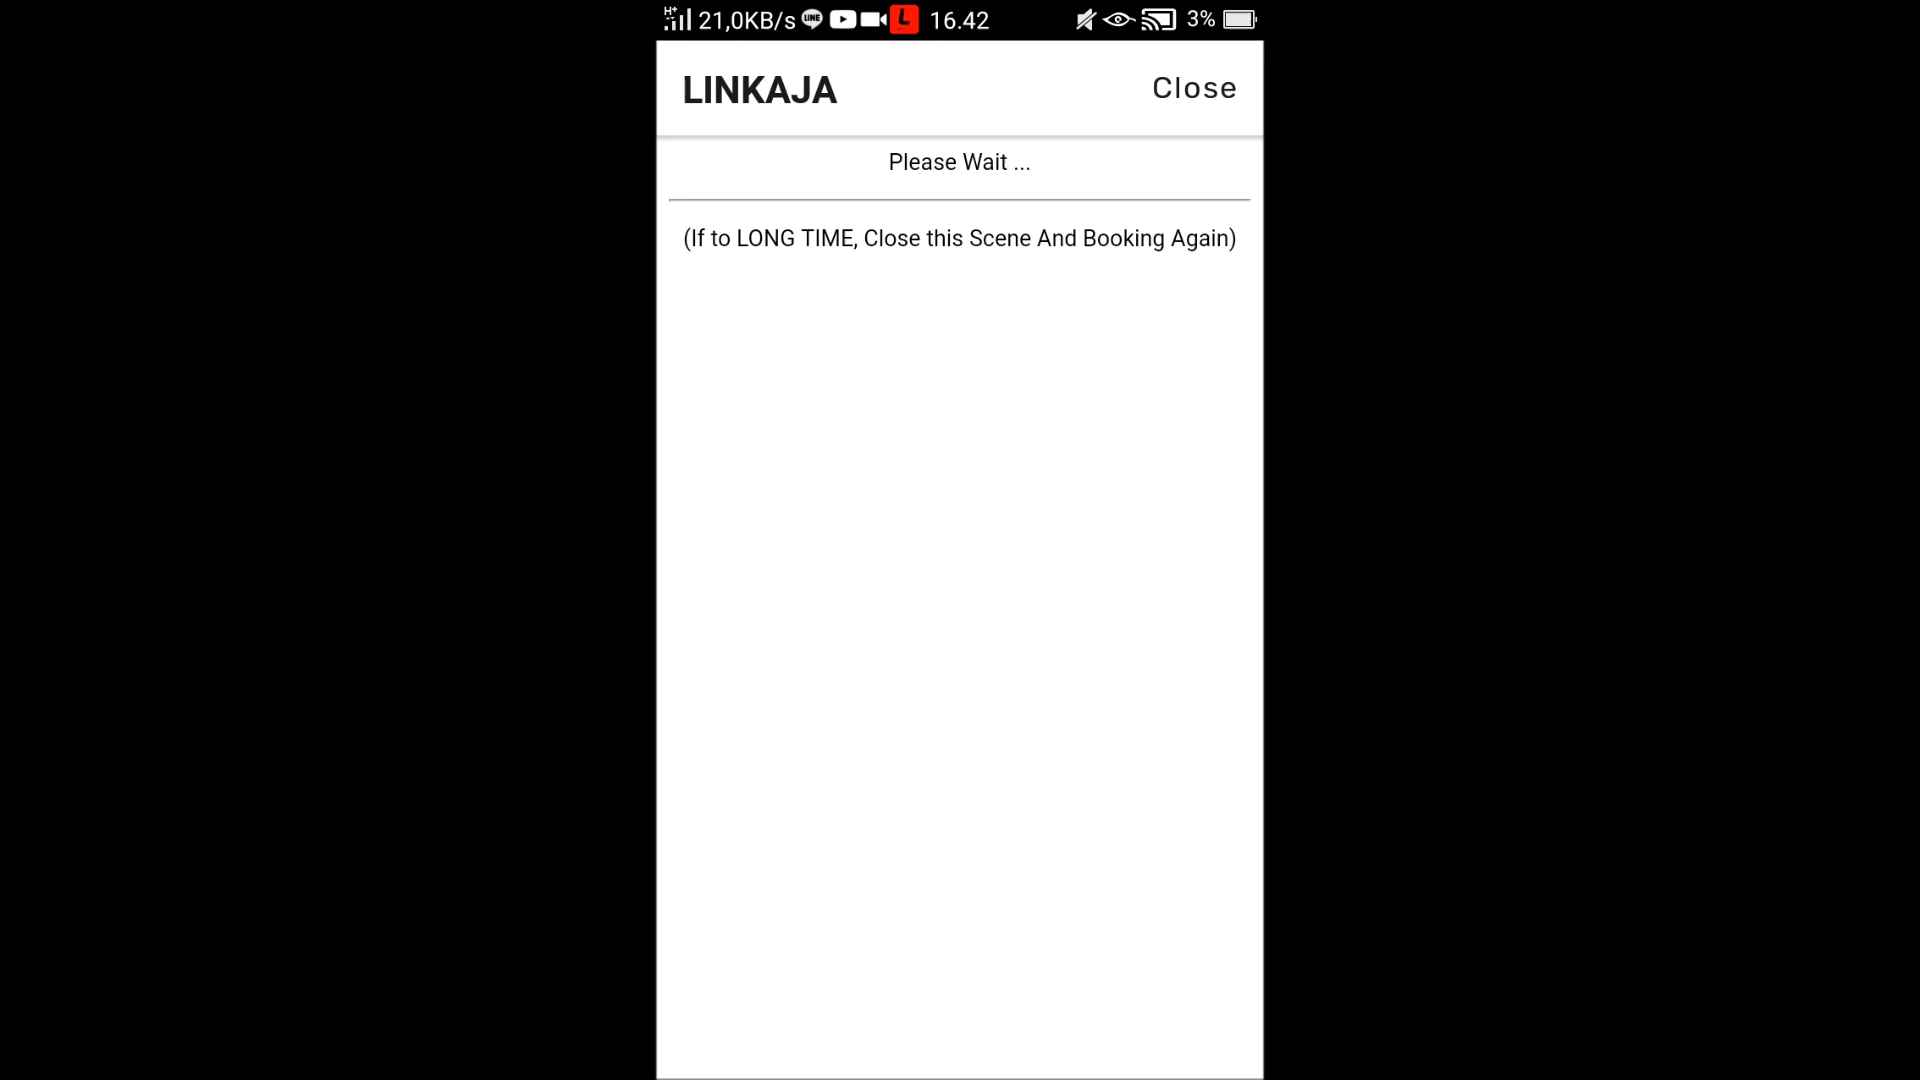 H+ 21,0KB/s LINE L 16.42 3%
LINKAJA Close
Please Wait ...
(If to LONG TIME, Close this Scene And Booking Again)